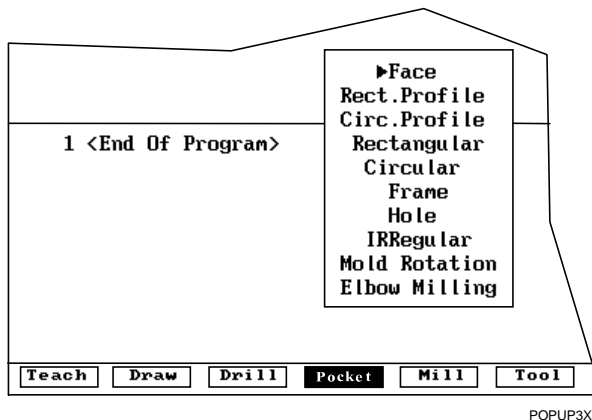 ▶Face
Rect.Profile
Circ.Profile
1 <End Of Program>
Rectangular
Circular
Frame
Hole
IRRegular
Mold Rotation
Elbow Milling
Teach Draw Drill Pocket Mill Tool
POPUP3X